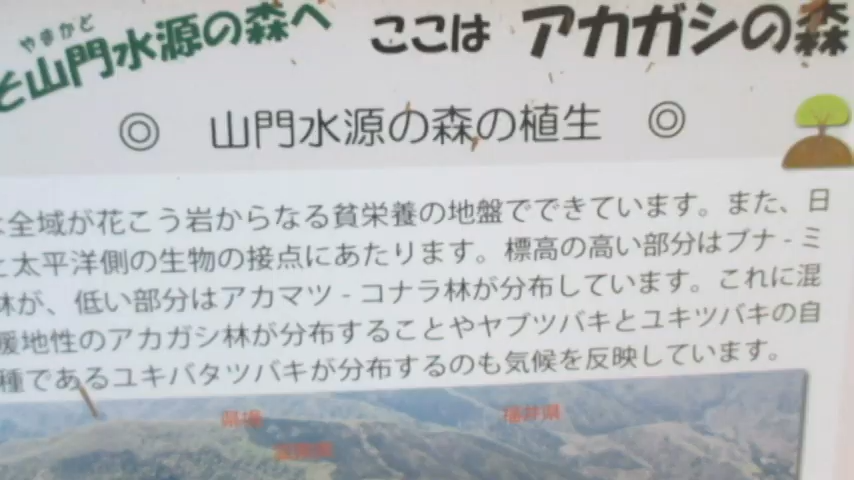 やまかど
そ山門水源の森へ ここは アカガシの森
◎ 山門水源の森の植生 ◎
は全域が花こう岩からなる貧栄養の地盤でできています。また、日
と太平洋側の生物の接点にあたります。標高の高い部分はブナ - ミ
林が、低い部分はアカマツ - コナラ林が分布しています。これに混
暖地性のアカガシ林が分布することやヤブツバキとユキツバキの自
種であるユキバタツバキが分布するのも気候を反映しています。
県境 福井県
滋賀県